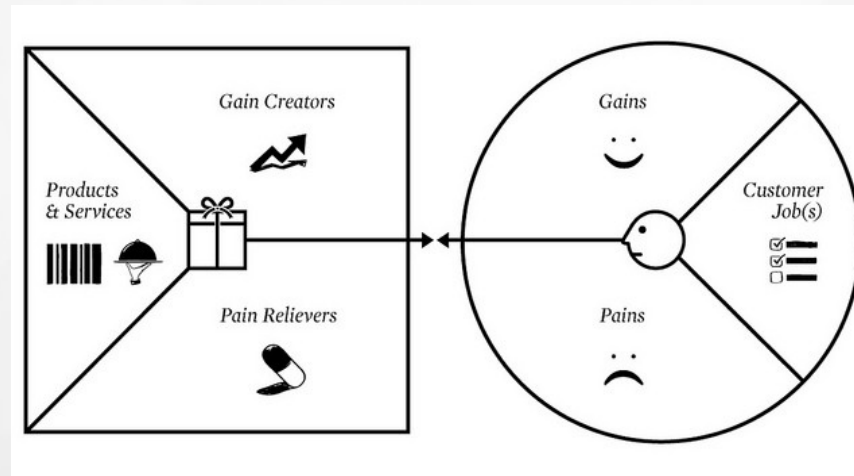 Gain Creators
Gains
Products
& Services
Customer
Job(s)
Pain Relievers
Pains